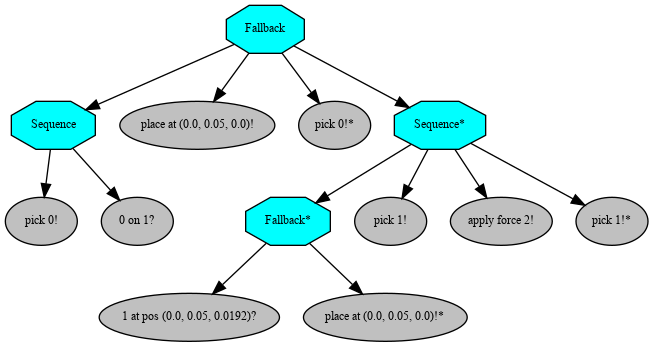 Fallback
Sequence
place at (0.0, 0.05, 0.0)!
pick 0!*
Sequence*
pick 0!
0 on 1?
Fallback*
pick 1!
apply force 2!
pick 1!*
1 at pos (0.0, 0.05, 0.0192)?
place at (0.0, 0.05, 0.0)!*